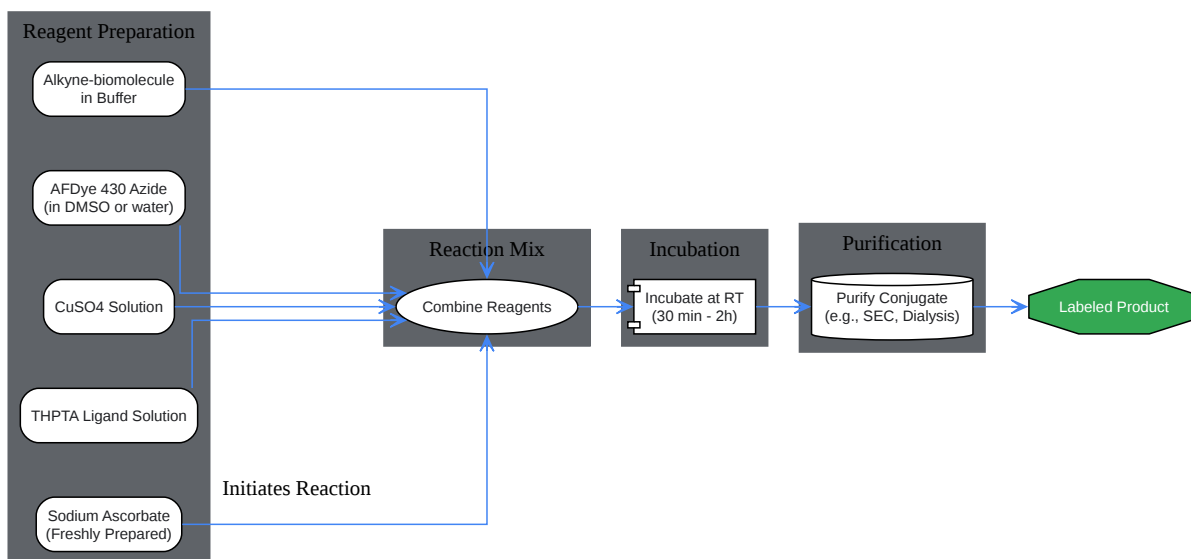 Reagent Preparation
Alkyne-biomolecule
in Buffer
AFDye 430 Azide
(in DMSO or water)
CuSO4 Solution
THPTA Ligand Solution
Sodium Ascorbate
(Freshly Prepared)
Initiates Reaction
Reaction Mix
Combine Reagents
Incubation
Incubate at RT
(30 min - 2h)
Purification
Purify Conjugate
(e.g., SEC, Dialysis)
Labeled Product